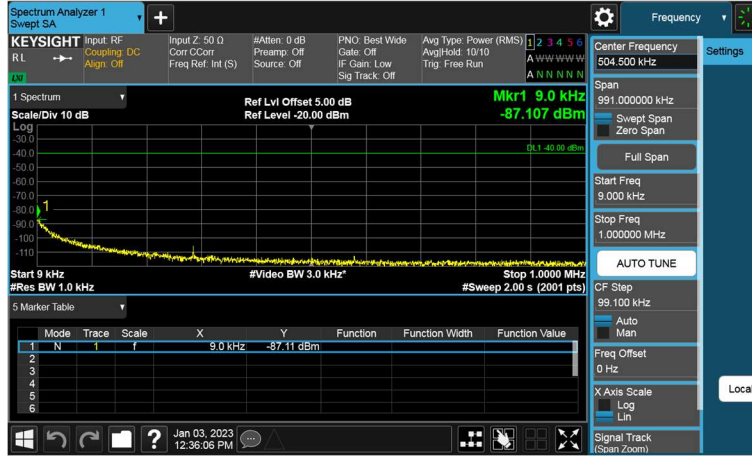 Spectrum Analyzer 1
Swept SA
+
Frequency
KEYSIGHT
RL
LXI
Input: RF
Coupling: DC
Align: Off
Input Z: 50 Ω
Corr CCorr
Freq Ref: Int (S)
#Atten: 0 dB
Preamp: Off
Source: Off
PNO: Best Wide
Gate: Off
IF Gain: Low
Sig Track: Off
Avg Type: Power (RMS)
Avg|Hold: 10/10
Trig: Free Run
1 2 3 4 5 6
A W W W W W
A N N N N N
1 Spectrum
Scale/Div 10 dB
Ref Lvl Offset 5.00 dB
Ref Level -20.00 dBm
Mkr1 9.0 kHz
-87.107 dBm
Log
-30.0
-40.0
-50.0
-60.0
-70.0
-80.0
-90.0
-100
-110
DL1 -40.00 dBm
1
Start 9 kHz
#Res BW 1.0 kHz
#Video BW 3.0 kHz*
Stop 1.0000 MHz
#Sweep 2.00 s (2001 pts)
5 Marker Table
Mode Trace Scale X Y Function Function Width Function Value
1 N 1 f 9.0 kHz -87.11 dBm
2
3
4
5
6
Jan 03, 2023
12:36:06 PM
Center Frequency
504.500 kHz
Settings
Span
991.000000 kHz
Swept Span
Zero Span
Full Span
Start Freq
9.000 kHz
Stop Freq
1.000000 MHz
AUTO TUNE
CF Step
99.100 kHz
Auto
Man
Freq Offset
0 Hz
X Axis Scale
Log
Lin
Local
Signal Track
(Span Zoom)